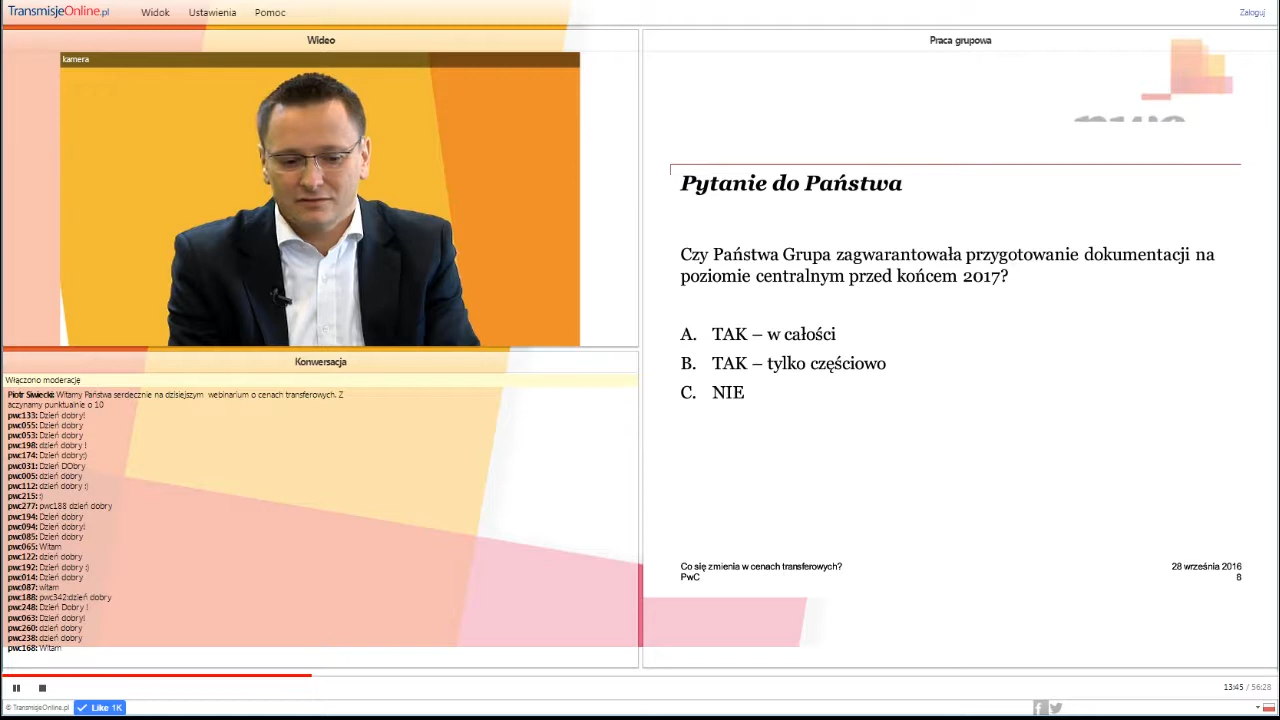 TransmisjeOnline.pl Widok Ustawienia Pomoc Zaloguj
Wideo
kamera
Praca grupowa
pwc
Pytanie do Państwa
Czy Państwa Grupa zagwarantowała przygotowanie dokumentacji na
poziomie centralnym przed końcem 2017?
A. TAK – w całości
B. TAK – tylko częściowo
C. NIE
Co się zmienia w cenach transferowych? 28 września 2016
PwC 8
Konwersacja
Włączono moderację
Piotr Siwiecki: Witamy Państwa serdecznie na dzisiejszym webinarium o cenach transferowych. Z
aczynamy punktualnie o 10
pwc133: Dzień dobry!
pwc055: Dzień dobry
pwc053: Dzień dobry
pwc198: dzień dobry !
pwc174: Dzień dobry:)
pwc031: Dzień DObry
pwc005: dzień dobry
pwc112: dzień dobry :)
pwc215: :)
pwc277: pwc188 dzień dobry
pwc194: Dzień dobry
pwc094: Dzień dobry!
pwc085: Dzień dobry
pwc065: Witam
pwc122: dzień dobry
pwc192: Dzień dobry :)
pwc014: Dzień dobry
pwc087: witam
pwc188: pwc342:dzień dobry
pwc248: Dzień Dobry !
pwc063: Dzień dobry!
pwc260: dzień dobry
pwc238: dzień dobry
pwc168: Witam
13:45 / 56:28
© TransmisjeOnline.pl Like 1K